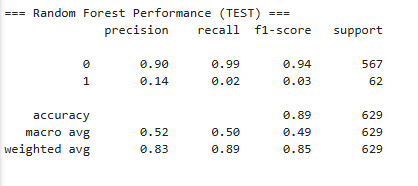 === Random Forest Performance (TEST) ===
precision recall f1-score support
0 0.90 0.99 0.94 567
1 0.14 0.02 0.03 62
accuracy 0.89 629
macro avg 0.52 0.50 0.49 629
weighted avg 0.83 0.89 0.85 629